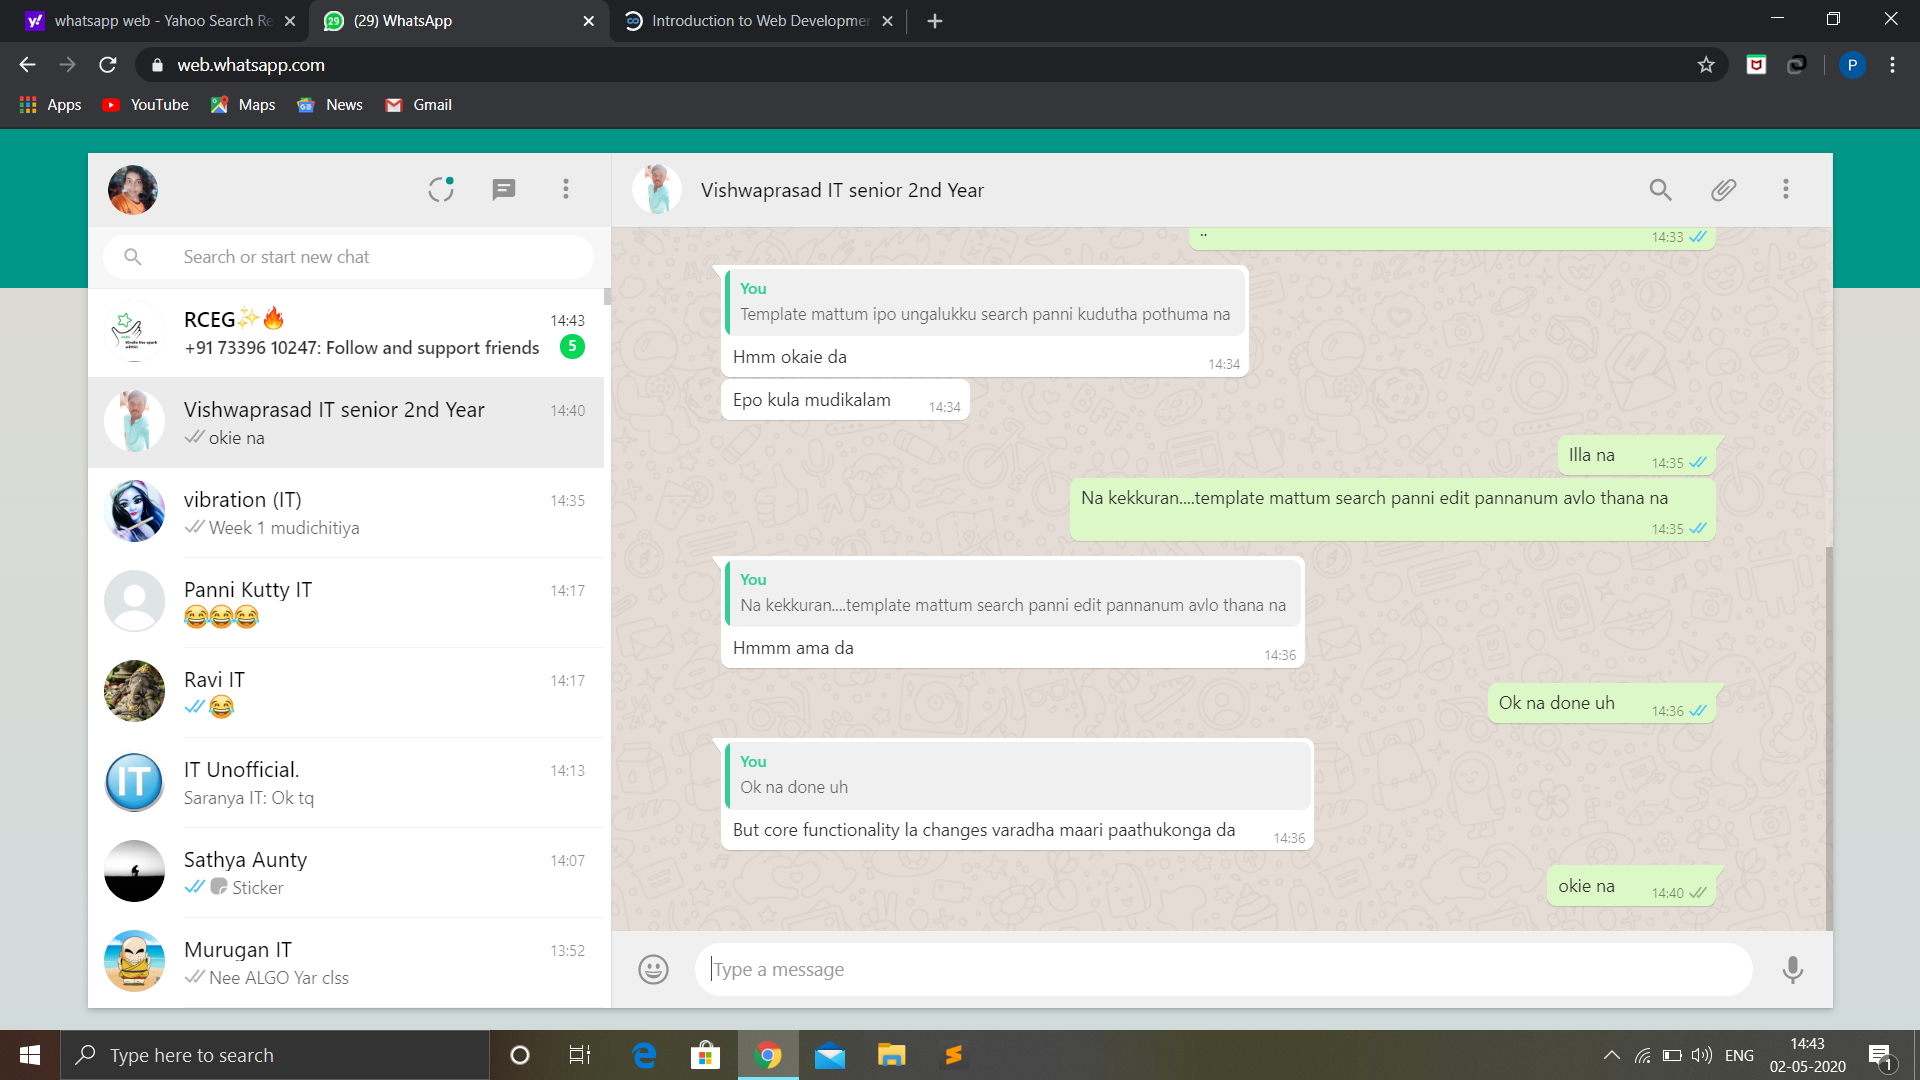 whatsapp web - Yahoo Search Re
(29) WhatsApp
Introduction to Web Developmen
web.whatsapp.com
P
Apps
YouTube
Maps
News
Gmail
Search or start new chat
RCEG✨🔥 14:43
+91 73396 10247: Follow and support friends 5
Vishwaprasad IT senior 2nd Year 14:40
okie na
vibration (IT) 14:35
Week 1 mudichitiya
Panni Kutty IT 14:17
😂😂😂
Ravi IT 14:17
😂
IT Unofficial. 14:13
Saranya IT: Ok tq
IT
Sathya Aunty 14:07
Sticker
Murugan IT 13:52
Nee ALGO Yar clss
Vishwaprasad IT senior 2nd Year
.. 14:33
You
Template mattum ipo ungalukku search panni kudutha pothuma na
Hmm okaie da 14:34
Epo kula mudikalam 14:34
Illa na 14:35
Na kekkuran....template mattum search panni edit pannanum avlo thana na
14:35
You
Na kekkuran....template mattum search panni edit pannanum avlo thana na
Hmmm ama da 14:36
Ok na done uh 14:36
You
Ok na done uh
But core functionality la changes varadha maari paathukonga da 14:36
okie na 14:40
Type a message
Type here to search
ENG
14:43
02-05-2020
1